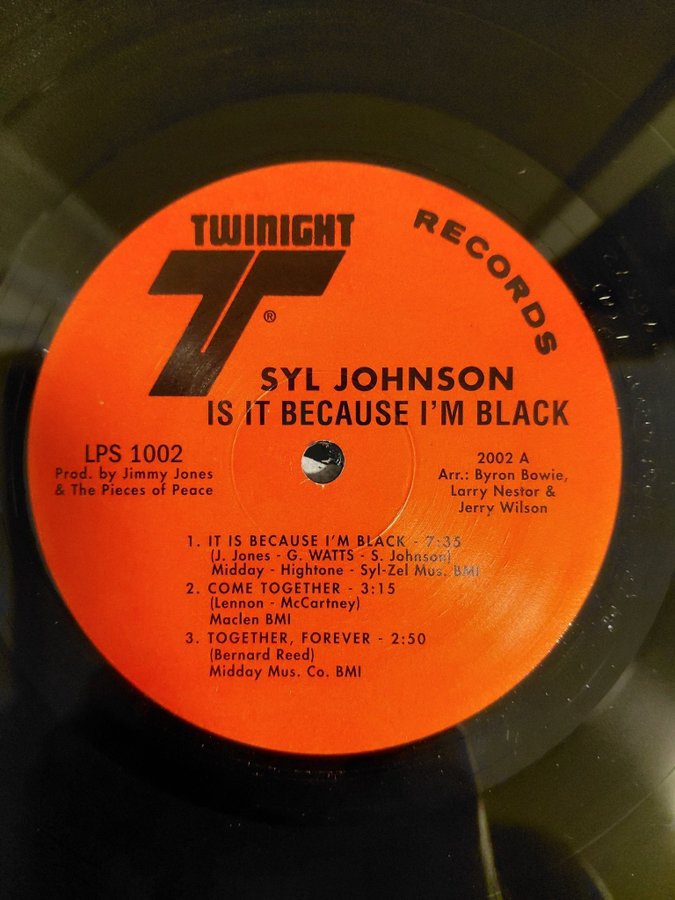 TWINIGHT
RECORDS
T
®
SYL JOHNSON
IS IT BECAUSE I'M BLACK
LPS 1002
Prod. by Jimmy Jones
& The Pieces of Peace
2002 A
Arr.: Byron Bowie,
Larry Nestor &
Jerry Wilson
1. IT IS BECAUSE I'M BLACK - 7:35
(J. Jones - G. WATTS - S. Johnson)
Midday - Hightone - Syl-Zel Mus. BMI
2. COME TOGETHER - 3:15
(Lennon - McCartney)
Maclen BMI
3. TOGETHER, FOREVER - 2:50
(Bernard Reed)
Midday Mus. Co. BMI